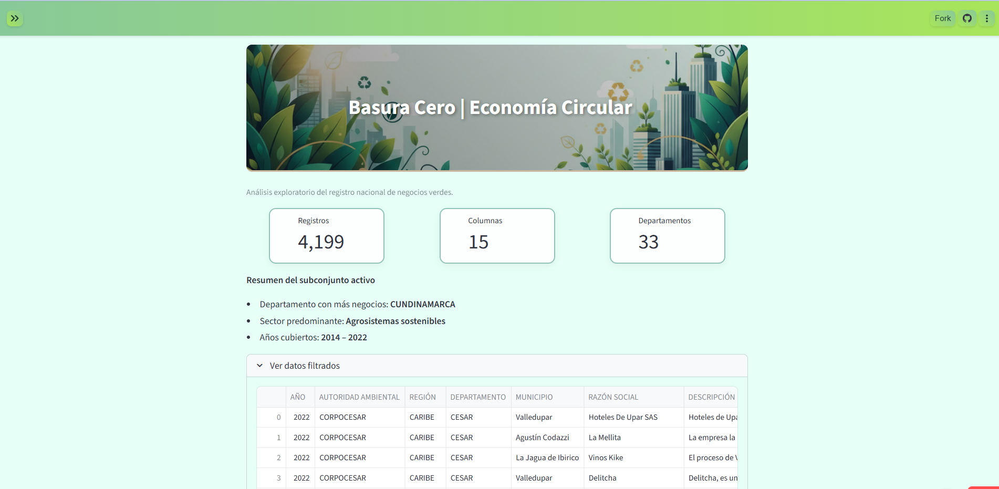 Fork
Basura Cero | Economía Circular
Análisis exploratorio del registro nacional de negocios verdes.
Registros
4,199
Columnas
15
Departamentos
33
Resumen del subconjunto activo
Departamento con más negocios: CUNDINAMARCA
Sector predominante: Agrosistemas sostenibles
Años cubiertos: 2014 – 2022
Ver datos filtrados
AÑO AUTORIDAD AMBIENTAL REGIÓN DEPARTAMENTO MUNICIPIO RAZÓN SOCIAL DESCRIPCIÓN
0 2022 CORPOCESAR CARIBE CESAR Valledupar Hoteles De Upar SAS Hoteles de Upa
1 2022 CORPOCESAR CARIBE CESAR Agustín Codazzi La Mellita La empresa la
2 2022 CORPOCESAR CARIBE CESAR La Jagua de Ibirico Vinos Kike El proceso de
3 2022 CORPOCESAR CARIBE CESAR Valledupar Delitcha Delitcha, es un